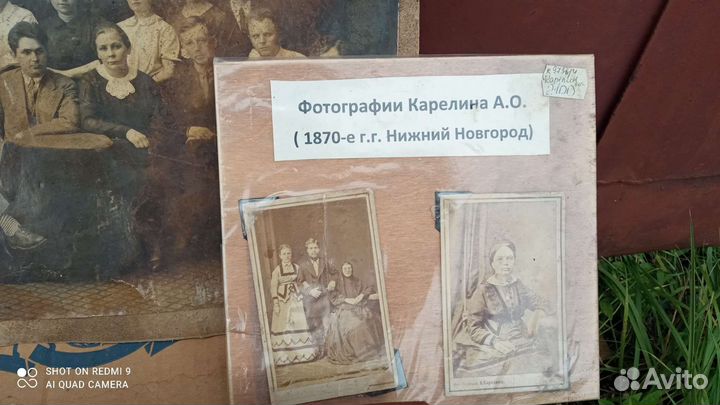 Фотографии Карелина А.О.
( 1870-е г.г. Нижний Новгород)
SHOT ON REDMI 9
AI QUAD CAMERA
Avito